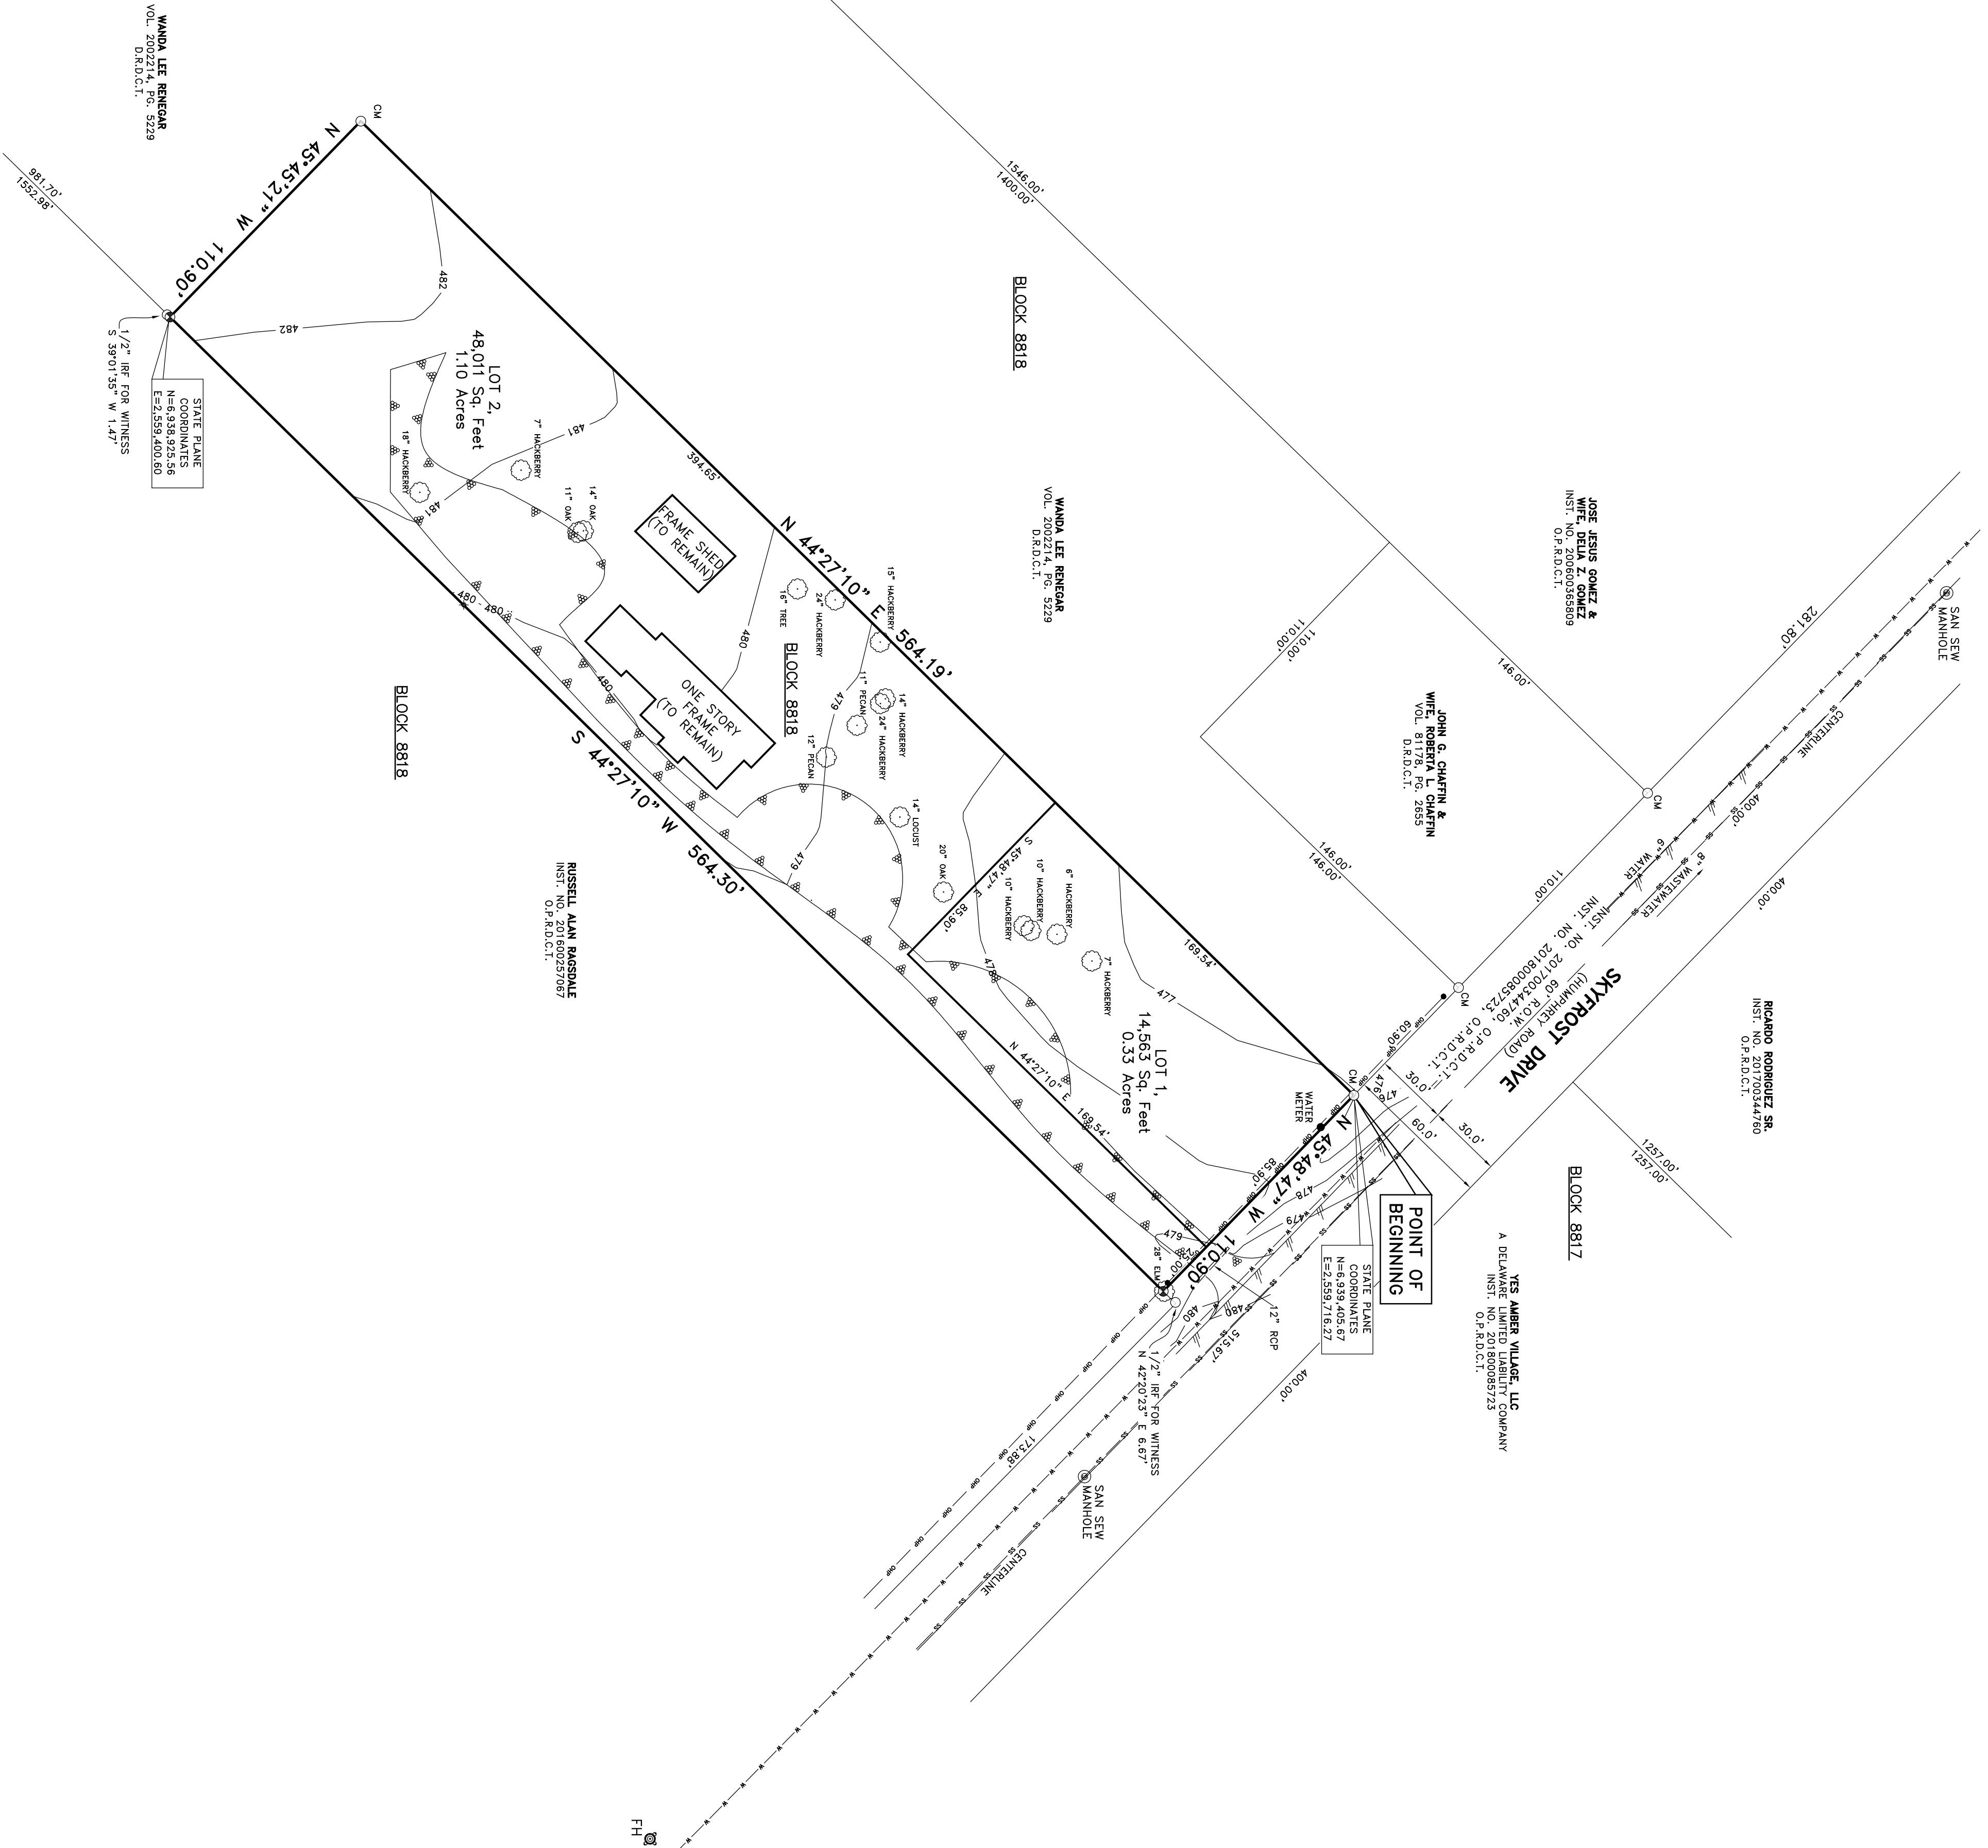 WANDA LEE RENEGAR
VOL. 2002214, PG. 5229
D.R.D.C.T.
CM
N 45°45'21" W 110.90'
981.70'
1552.98'
1/2" IRF FOR WITNESS
S 39°01'35" W 1.47'
STATE PLANE
COORDINATES
N=6,938,925.56
E=2,559,400.60
482
482
LOT 2,
48,011 Sq. Feet
1.10 Acres
481
481
7" HACKBERRY
18" HACKBERRY
14" OAK
11" OAK
FRAME SHED
(TO REMAIN)
394.65'
N 44°27'10" E 564.19'
480
480
480
480
16" TREE
24" HACKBERRY
15" HACKBERRY
BLOCK 8818
ONE STORY
FRAME
(TO REMAIN)
11" PECAN
12" PECAN
14" HACKBERRY
24" HACKBERRY
479
479
14" LOCUST
20" OAK
S 44°27'10" W 564.30'
BLOCK 8818
RUSSELL ALAN RAGSDALE
INST. NO. 201600257067
O.P.R.D.C.T.
BLOCK 8818
WANDA LEE RENEGAR
VOL. 2002214, PG. 5229
D.R.D.C.T.
1546.00'
1400.00'
S 45°48'47" E
85.90'
10" HACKBERRY
10" HACKBERRY
6" HACKBERRY
7" HACKBERRY
478
477
169.54'
LOT 1,
14,563 Sq. Feet
0.33 Acres
N 44°27'10" E 169.54'
JOSE JESUS GOMEZ &
WIFE, DELIA Z. GOMEZ
INST. NO. 200600365809
O.P.R.D.C.T.
146.00'
110.00'
110.00'
JOHN G. CHAFFIN &
WIFE, ROBERTA L. CHAFFIN
VOL. 81178, PG. 2655
D.R.D.C.T.
146.00'
146.00'
281.80'
CM
110.00'
CM
60.90'
SAN SEW
MANHOLE
CENTERLINE
400.00'
400.00'
6" WATER
8" WASTEWATER
SKYFROST DRIVE
(HUMPHREY ROAD)
60' R.O.W.
INST. NO. 201700344760, O.P.R.D.C.T.
INST. NO. 201800085723, O.P.R.D.C.T.
30.0'
30.0'
60.0'
CM
476
476
WATER
METER
N 45°48'47" W 110.90'
85.90'
25.00'
478
479
479
480
480
28" ELM
12" RCP
1/2" IRF FOR WITNESS
N 42°20'23" E 6.67'
515.67'
400.00'
173.88'
POINT OF
BEGINNING
STATE PLANE
COORDINATES
N=6,939,405.67
E=2,559,716.27
RICARDO RODRIGUEZ SR.
INST. NO. 201700344760
O.P.R.D.C.T.
1257.00'
1257.00'
BLOCK 8817
YES AMBER VILLAGE, LLC
A DELAWARE LIMITED LIABILITY COMPANY
INST. NO. 201800085723
O.P.R.D.C.T.
SAN SEW
MANHOLE
CENTERLINE
FH